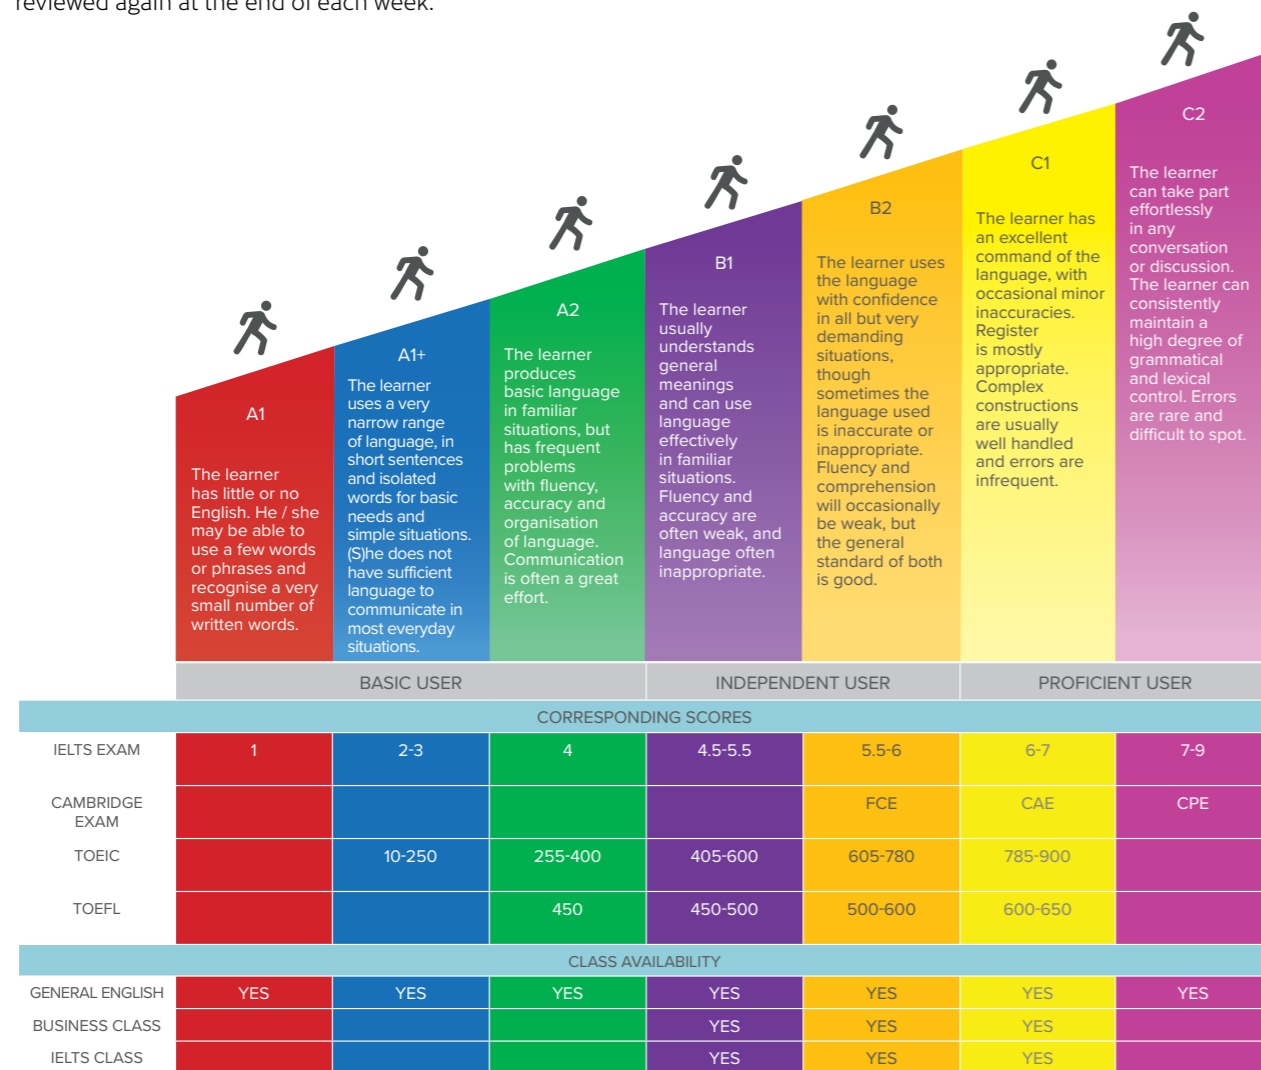 reviewed again at the end of each week.
A1
The learner
has little or no
English. He / she
may be able to
use a few words
or phrases and
recognise a very
small number of
written words.
A1+
The learner
uses a very
narrow range
of language, in
short sentences
and isolated
words for basic
needs and
simple situations.
(S)he does not
have sufficient
language to
communicate in
most everyday
situations.
A2
The learner
produces
basic language
in familiar
situations, but
has frequent
problems
with fluency,
accuracy and
organisation
of language.
Communication
is often a great
effort.
B1
The learner
usually
understands
general
meanings
and can use
language
effectively
in familiar
situations.
Fluency and
accuracy are
often weak, and
language often
inappropriate.
B2
The learner uses
the language
with confidence
in all but very
demanding
situations,
though
sometimes the
language used
is inaccurate or
inappropriate.
Fluency and
comprehension
will occasionally
be weak, but
the general
standard of both
is good.
C1
The learner has
an excellent
command of the
language, with
occasional minor
inaccuracies.
Register
is mostly
appropriate.
Complex
constructions
are usually
well handled
and errors are
infrequent.
C2
The learner
can take part
effortlessly
in any
conversation
or discussion.
The learner can
consistently
maintain a
high degree of
grammatical
and lexical
control. Errors
are rare and
difficult to spot.
BASIC USER INDEPENDENT USER PROFICIENT USER
CORRESPONDING SCORES
IELTS EXAM 1 2-3 4 4.5-5.5 5.5-6 6-7 7-9
CAMBRIDGE
EXAM FCE CAE CPE
TOEIC 10-250 255-400 405-600 605-780 785-900
TOEFL 450 450-500 500-600 600-650
CLASS AVAILABILITY
GENERAL ENGLISH YES YES YES YES YES YES YES
BUSINESS CLASS YES YES YES
IELTS CLASS YES YES YES